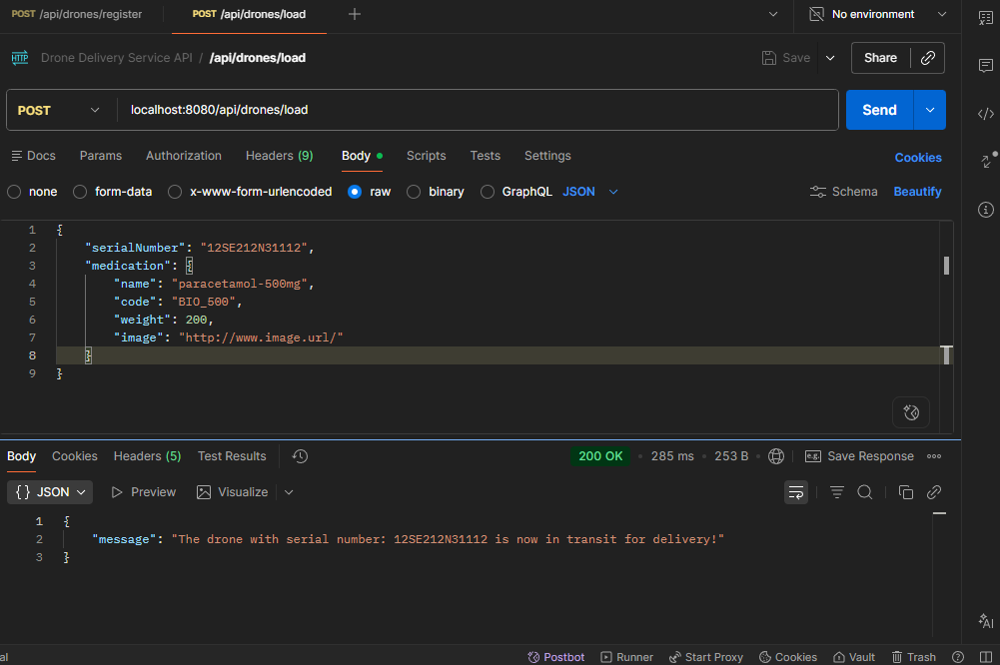 POST /api/drones/register POST /api/drones/load No environment
HTTP Drone Delivery Service API / /api/drones/load Save Share
POST localhost:8080/api/drones/load Send
Docs Params Authorization Headers (9) Body Scripts Tests Settings Cookies
none form-data x-www-form-urlencoded raw binary GraphQL JSON Schema Beautify
1 {
2 "serialNumber": "12SE212N31112",
3 "medication": {
4 "name": "paracetamol-500mg",
5 "code": "BIO_500",
6 "weight": 200,
7 "image": "http://www.image.url/"
8 }
9 }
Body Cookies Headers (5) Test Results 200 OK 285 ms 253 B e.g. Save Response
{} JSON Preview Visualize
1 {
2 "message": "The drone with serial number: 12SE212N31112 is now in transit for delivery!"
3 }
AI
al Postbot Runner Start Proxy Cookies Vault Trash